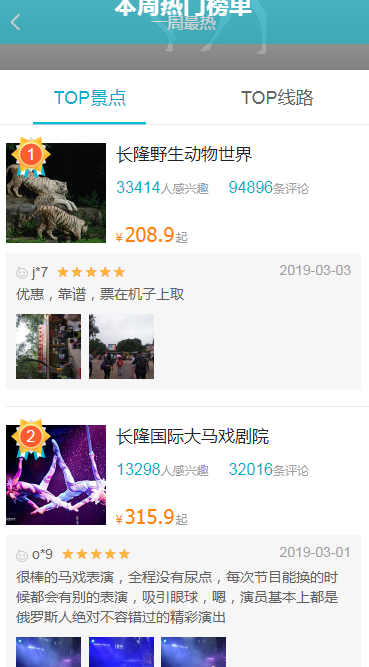 本周热门榜单
一周最热
TOP景点
TOP线路
1
长隆野生动物世界
33414人感兴趣 94896条评论
¥208.9起
j*7 2019-03-03
优惠，靠谱，票在机子上取
2
长隆国际大马戏剧院
13298人感兴趣 32016条评论
¥315.9起
o*9 2019-03-01
很棒的马戏表演，全程没有尿点，每次节目能换的时
候都会有别的表演，吸引眼球，嗯，演员基本上都是
俄罗斯人绝对不容错过的精彩演出